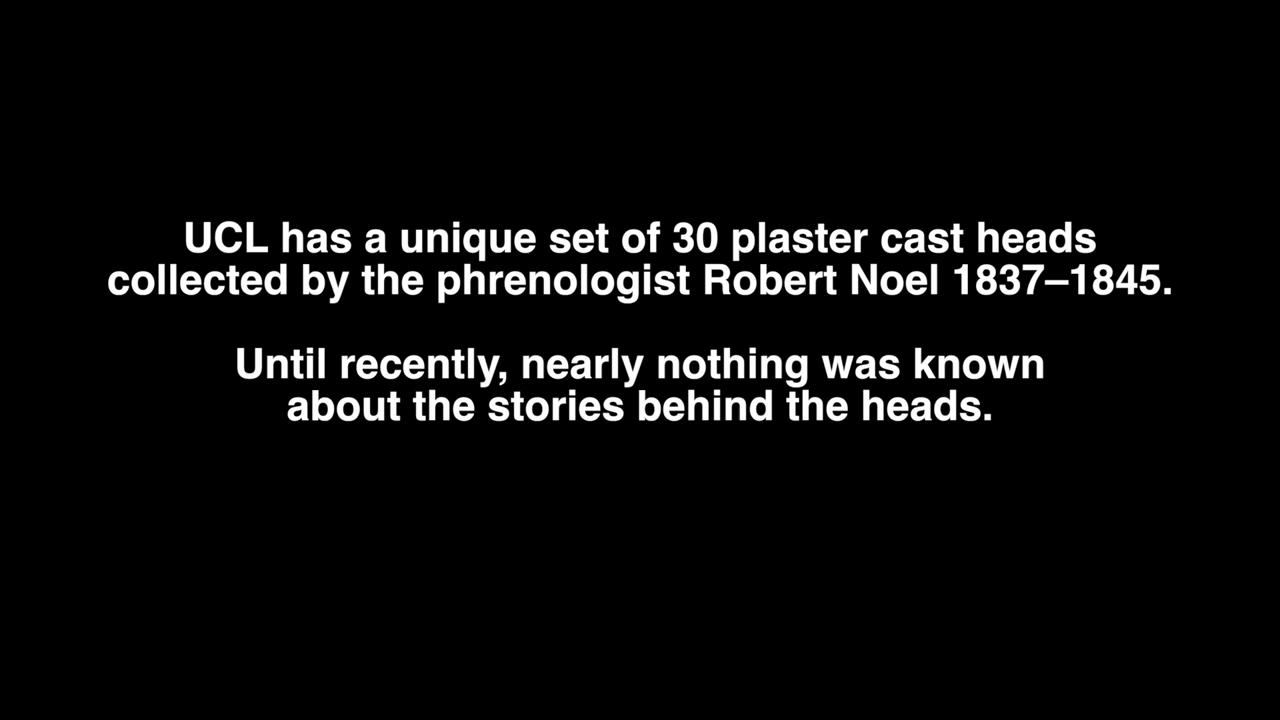 UCL has a unique set of 30 plaster cast heads
collected by the phrenologist Robert Noel 1837–1845.
Until recently, nearly nothing was known
about the stories behind the heads.